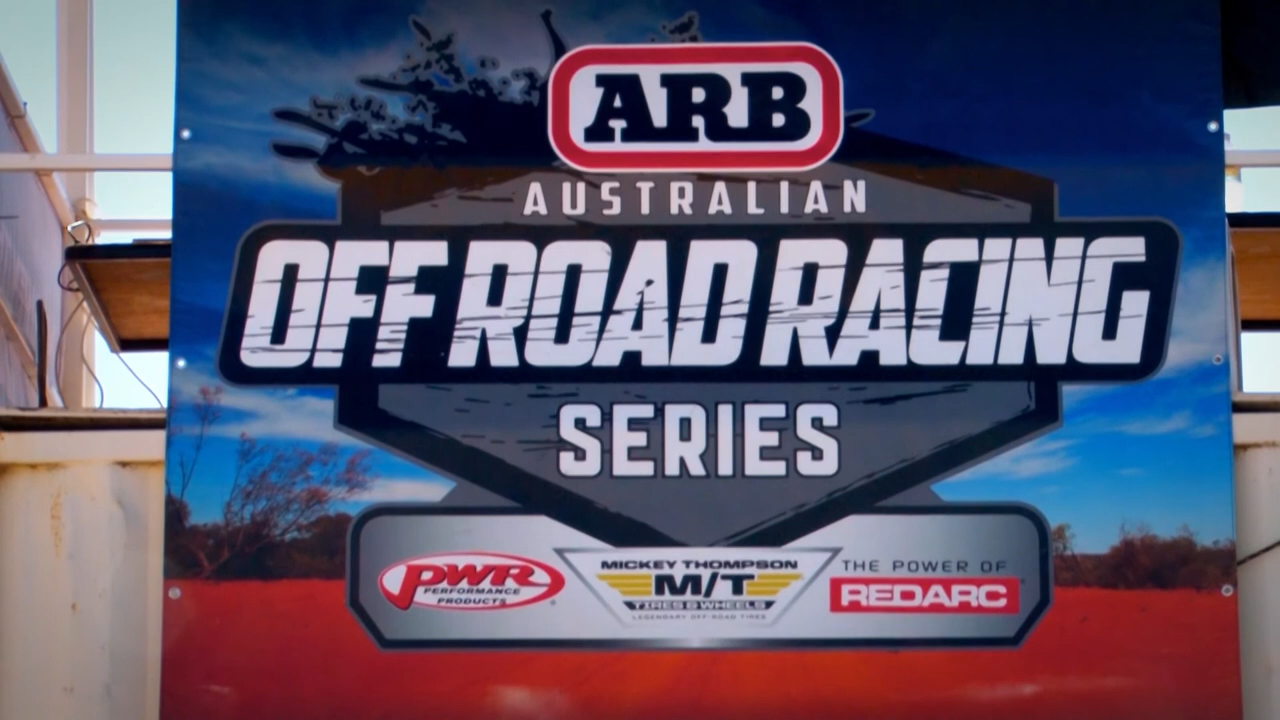 ARB
AUSTRALIAN
OFF ROAD RACING
SERIES
PWR
PERFORMANCE
PRODUCTS
MICKEY THOMPSON
M/T
TIRES & WHEELS
LEGENDARY OFF-ROAD TIRES
THE POWER OF
REDARC